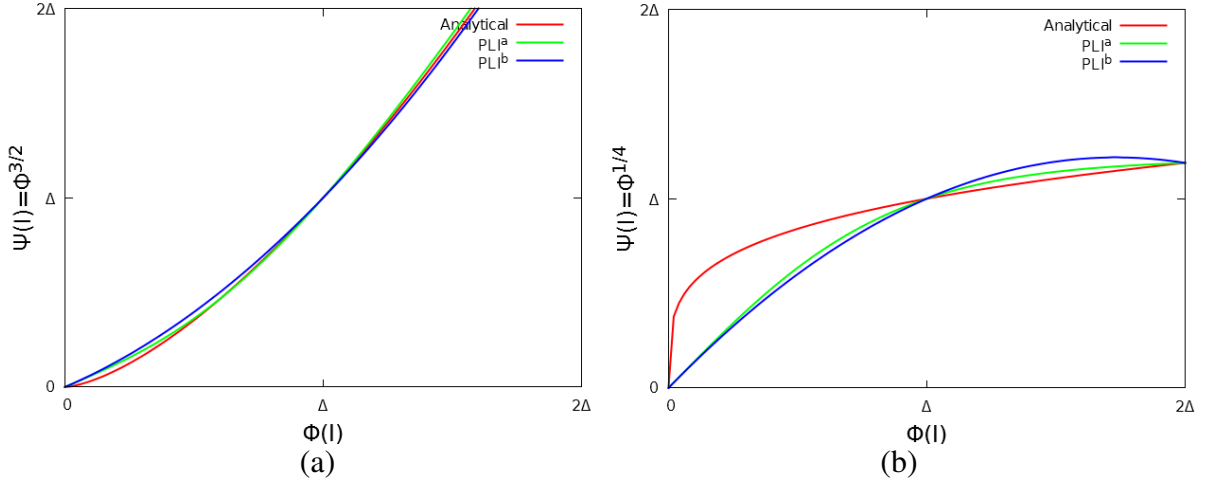 2Δ
Δ
0
Ψ(I)=Φ^3/2
Analytical
PLI^a
PLI^b
0
Δ
2Δ
Φ(I)
(a)
2Δ
Δ
0
Ψ(I)=Φ^1/4
Analytical
PLI^a
PLI^b
0
Δ
2Δ
Φ(I)
(b)